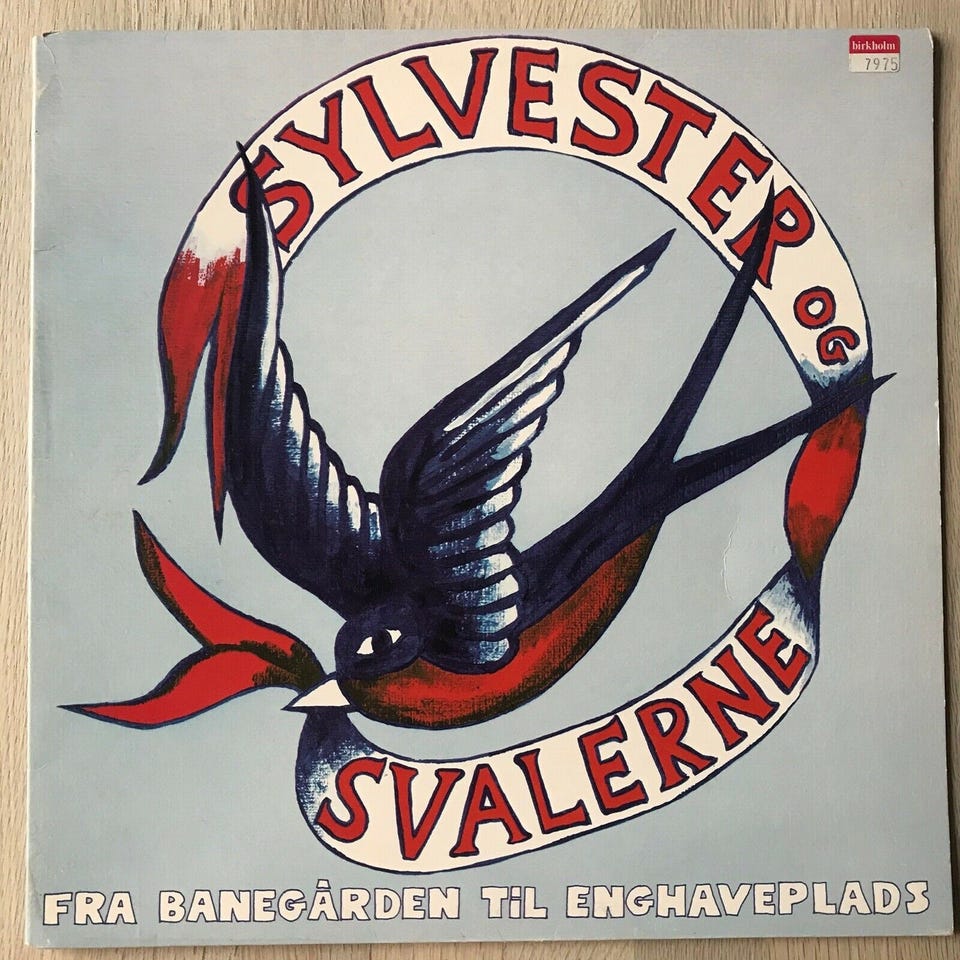 birkholm
7975
SYLVESTER OG
SVALERNE
FRA BANEGÅRDEN TiL ENGHAVEPLADS